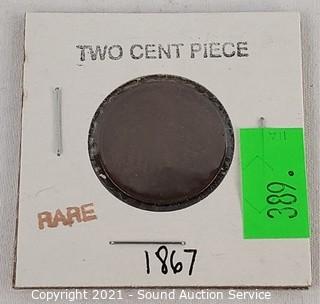 TWO CENT PIECE
389.
RARE
1867
Copyright © 2021 - Sound Auction Service